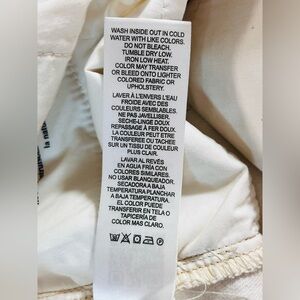 WASH INSIDE OUT IN COLD
WATER WITH LIKE COLORS.
DO NOT BLEACH.
TUMBLE DRY LOW.
IRON LOW HEAT.
COLOR MAY TRANSFER
OR BLEED ONTO LIGHTER
COLORED FABRIC OR
UPHOLSTERY.
LAVER À L'ENVERS L'EAU
FROIDE AVEC DES
COULEURS SEMBLABLES.
NE PAS JAVELLISER.
SECHE-LINGE DOUX
REPASSAGE À FER DOUX.
LA COULEUR PEUT ETRE
TRANSFEREE OU TACHÉE
SUR UN TISSU DE COULEUR
PLUS CLAIR.
LAVAR AL REVÉS
EN AGUA FRÍA CON
COLORES SIMILARES.
NO USAR BLANQUEADOR.
SECADORA A BAJA
TEMPERATURA PLANCHAR
A BAJA TEMPERATURA.
EL COLOR PUEDE
TRANSFERIR EN TELA O
TAPICERÍA DE
COLOR MAS CLARO.